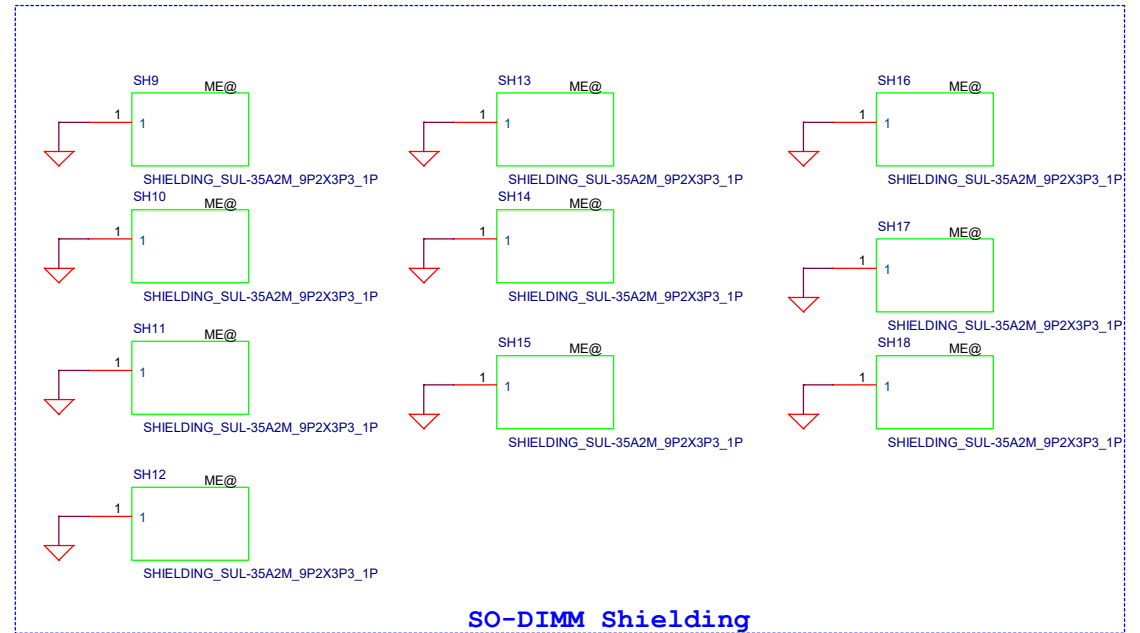 SH9 ME@
1 1
SHIELDING_SUL-35A2M_9P2X3P3_1P
SH10 ME@
1 1
SHIELDING_SUL-35A2M_9P2X3P3_1P
SH11 ME@
1 1
SHIELDING_SUL-35A2M_9P2X3P3_1P
SH12 ME@
1 1
SHIELDING_SUL-35A2M_9P2X3P3_1P
SH13 ME@
1 1
SHIELDING_SUL-35A2M_9P2X3P3_1P
SH14 ME@
1 1
SHIELDING_SUL-35A2M_9P2X3P3_1P
SH15 ME@
1 1
SHIELDING_SUL-35A2M_9P2X3P3_1P
SH16 ME@
1 1
SHIELDING_SUL-35A2M_9P2X3P3_1P
SH17 ME@
1 1
SHIELDING_SUL-35A2M_9P2X3P3_1P
SH18 ME@
1 1
SHIELDING_SUL-35A2M_9P2X3P3_1P
SO-DIMM Shielding